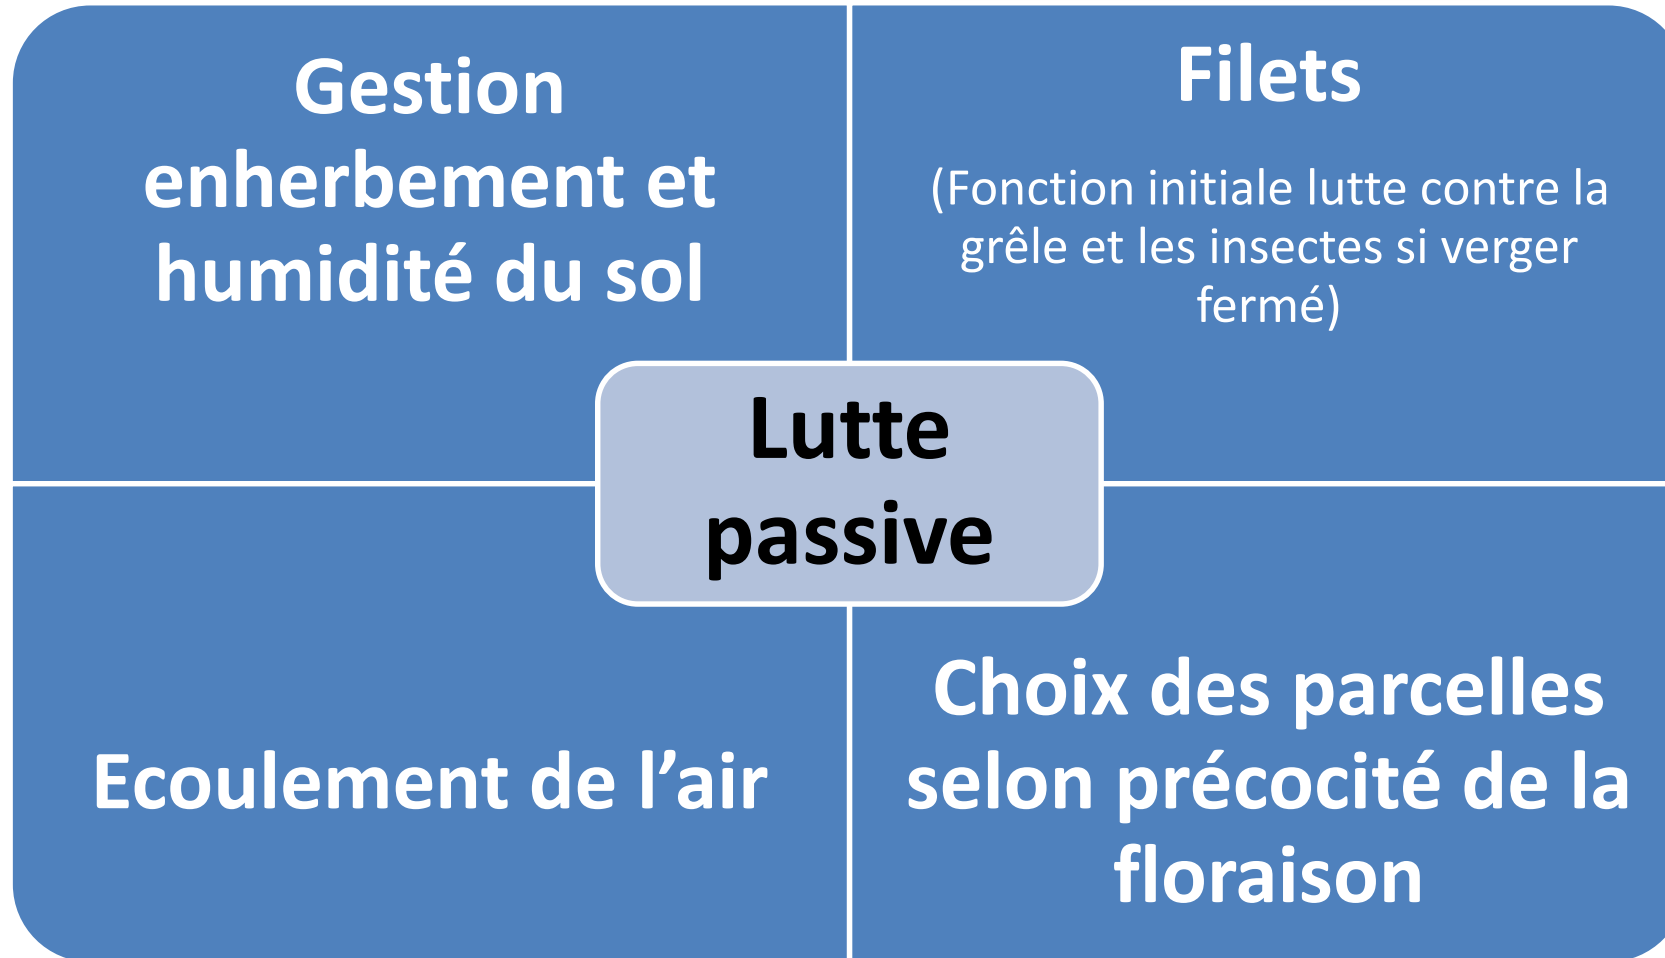 Gestion
enherbement et
humidité du sol
Filets
(Fonction initiale lutte contre la
grêle et les insectes si verger
fermé)
Lutte
passive
Ecoulement de l’air
Choix des parcelles
selon précocité de la
floraison